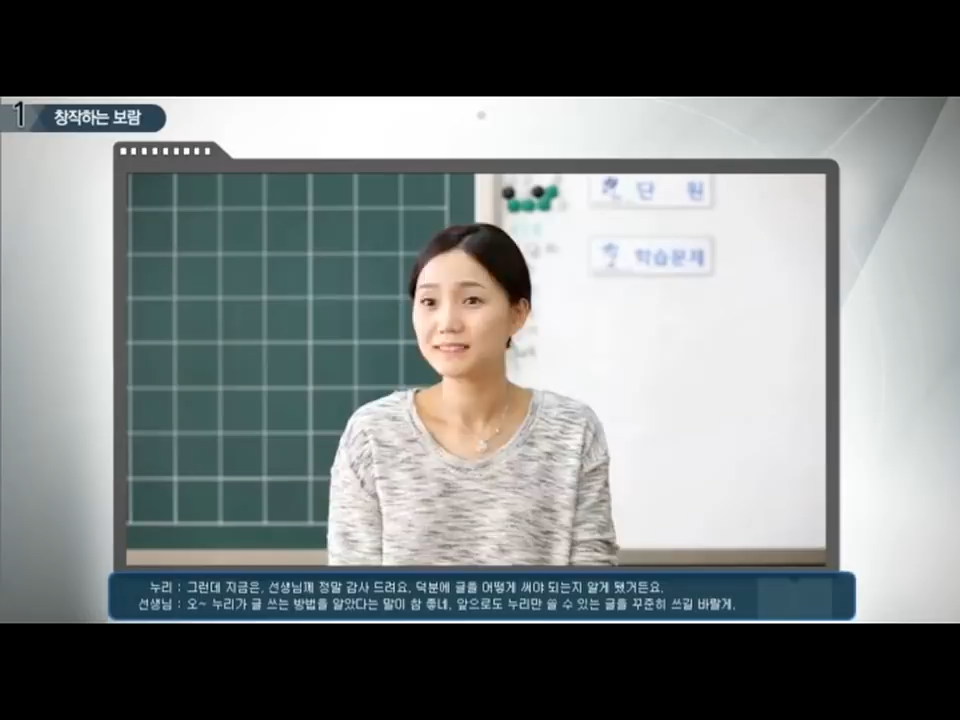 1 창작하는 보람
단 원
학습문제
누리 : 그런데 지금은, 선생님께 정말 감사 드려요. 덕분에 글을 어떻게 써야 되는지 알게 됐거든요.
선생님 : 오~ 누리가 글 쓰는 방법을 알았다는 말이 참 좋네. 앞으로도 누리만 쓸 수 있는 글을 꾸준히 쓰길 바랄게.